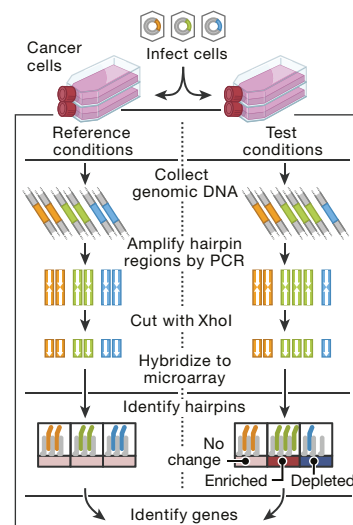 Infect cells
Cancer
cells
Reference
conditions
Test
conditions
Collect
genomic DNA
Amplify hairpin
regions by PCR
Cut with XhoI
Hybridize to
microarray
Identify hairpins
No
change
Enriched
Depleted
Identify genes